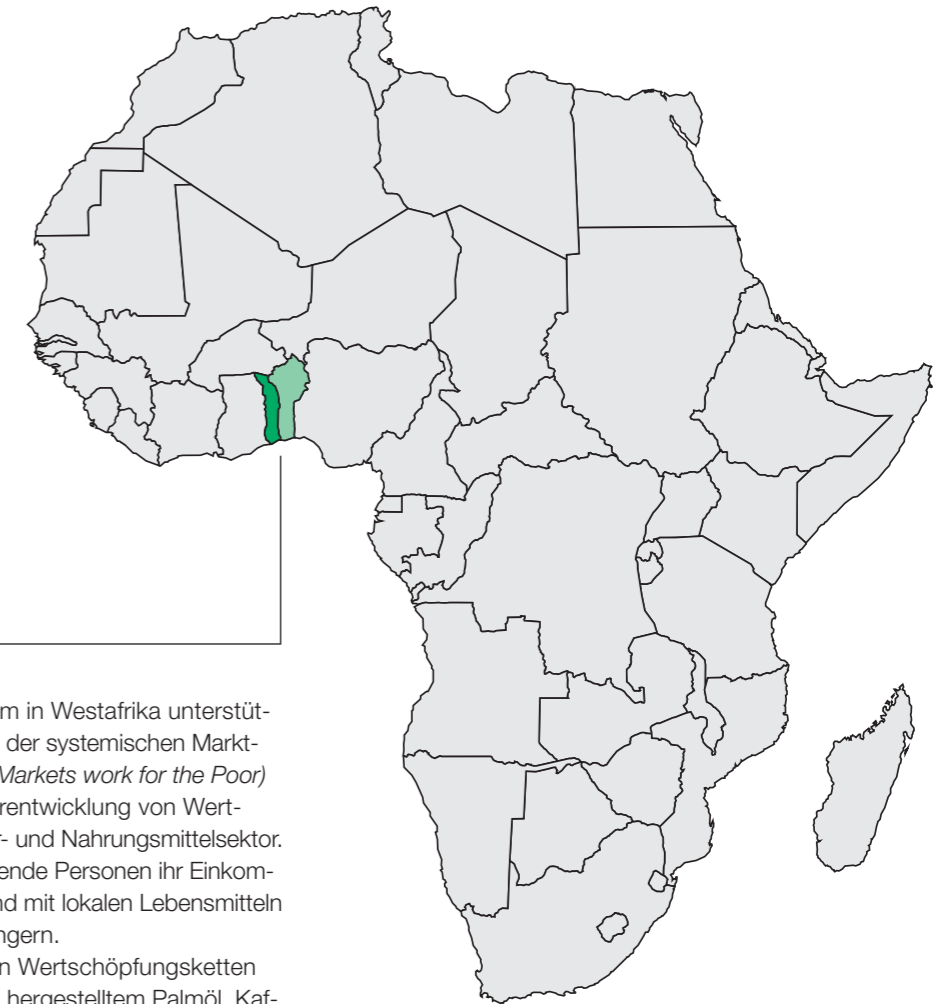 m in Westafrika unterstüt-
der systemischen Markt-
Markets work for the Poor)
rentwicklung von Wert-
- und Nahrungsmittelsektor.
ende Personen ihr Einkom-
nd mit lokalen Lebensmitteln
ngern.
n Wertschöpfungsketten
hergestelltem Palmöl, Kaf-